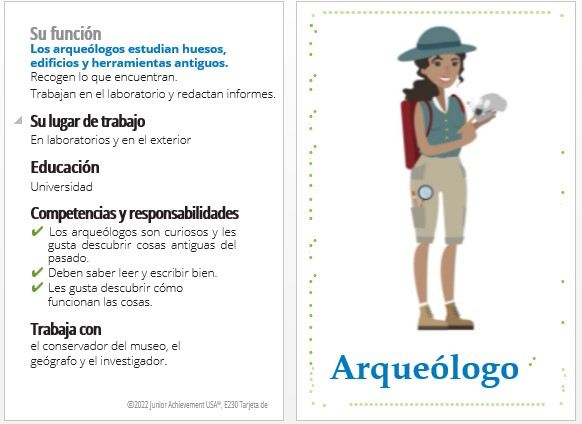 Su función
Los arqueólogos estudian huesos,
edificios y herramientas antiguos.
Recogen lo que encuentran.
Trabajan en el laboratorio y redactan informes.
Su lugar de trabajo
En laboratorios y en el exterior
Educación
Universidad
Competencias y responsabilidades
✔ Los arqueólogos son curiosos y les
gusta descubrir cosas antiguas del
pasado.
✔ Deben saber leer y escribir bien.
✔ Les gusta descubrir cómo
funcionan las cosas.
Trabaja con
el conservador del museo, el
geógrafo y el investigador.
©2022 Junior Achievement USA®, E230 Tarjeta de
Arqueólogo